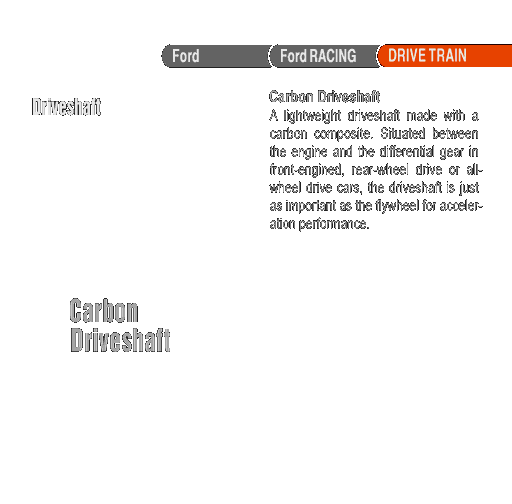 Ford
Ford RACING
DRIVE TRAIN
Driveshaft
Carbon Driveshaft
A lightweight driveshaft made with a
carbon composite. Situated between
the engine and the differential gear in
front-engined, rear-wheel drive or all-
wheel drive cars, the driveshaft is just
as important as the flywheel for acceler-
ation performance.
Carbon
Driveshaft